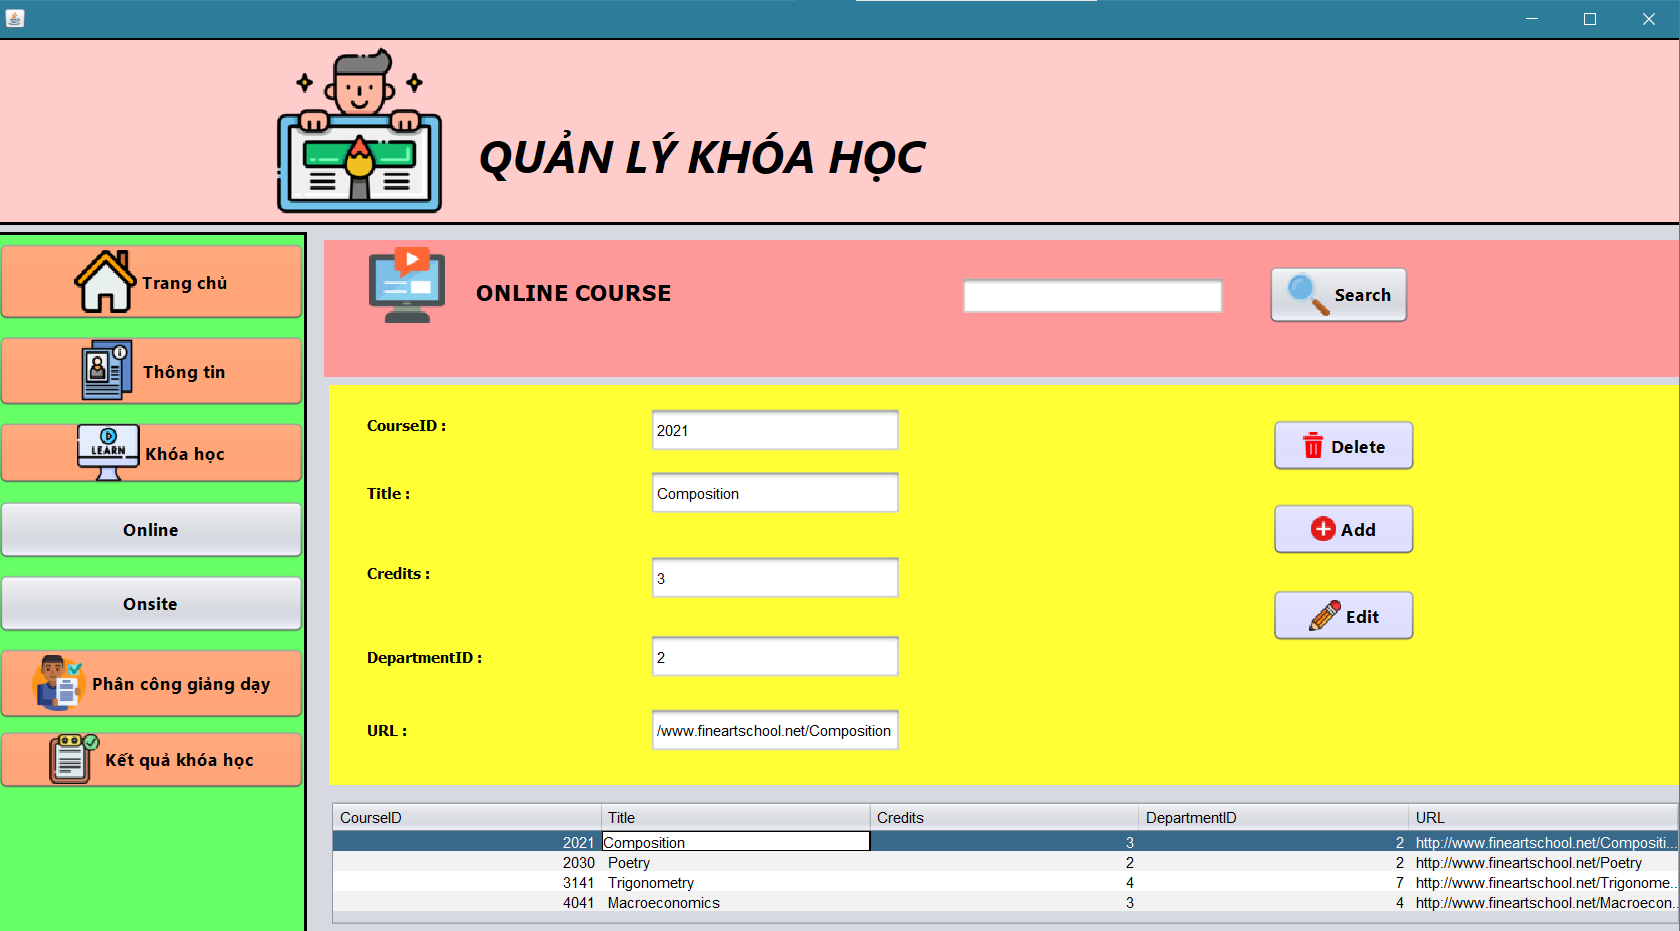 QUẢN LÝ KHÓA HỌC
Trang chủ
Thông tin
LEARN
Khóa học
Online
Onsite
Phân công giảng dạy
Kết quả khóa học
ONLINE COURSE
Search
CourseID :
2021
Title :
Composition
Credits :
3
DepartmentID :
2
URL :
/www.fineartschool.net/Composition
Delete
Add
Edit
CourseID Title Credits DepartmentID URL
2021 Composition 3 2 http://www.fineartschool.net/Compositi...
2030 Poetry 2 2 http://www.fineartschool.net/Poetry
3141 Trigonometry 4 7 http://www.fineartschool.net/Trigonome...
4041 Macroeconomics 3 4 http://www.fineartschool.net/Macroecon...